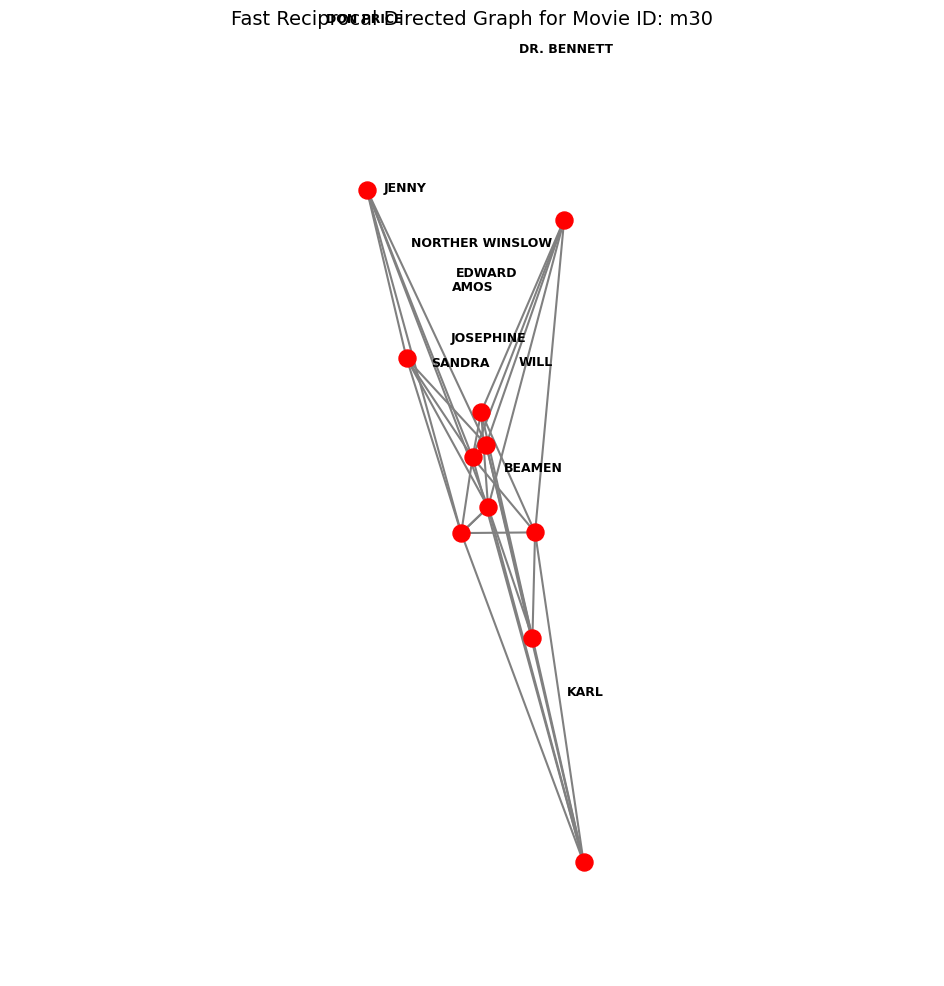 Fast Reciprocal Directed Graph for Movie ID: m30
DON PRICE
DR. BENNETT
JENNY
NORTHER WINSLOW
EDWARD
AMOS
JOSEPHINE
SANDRA
WILL
BEAMEN
KARL